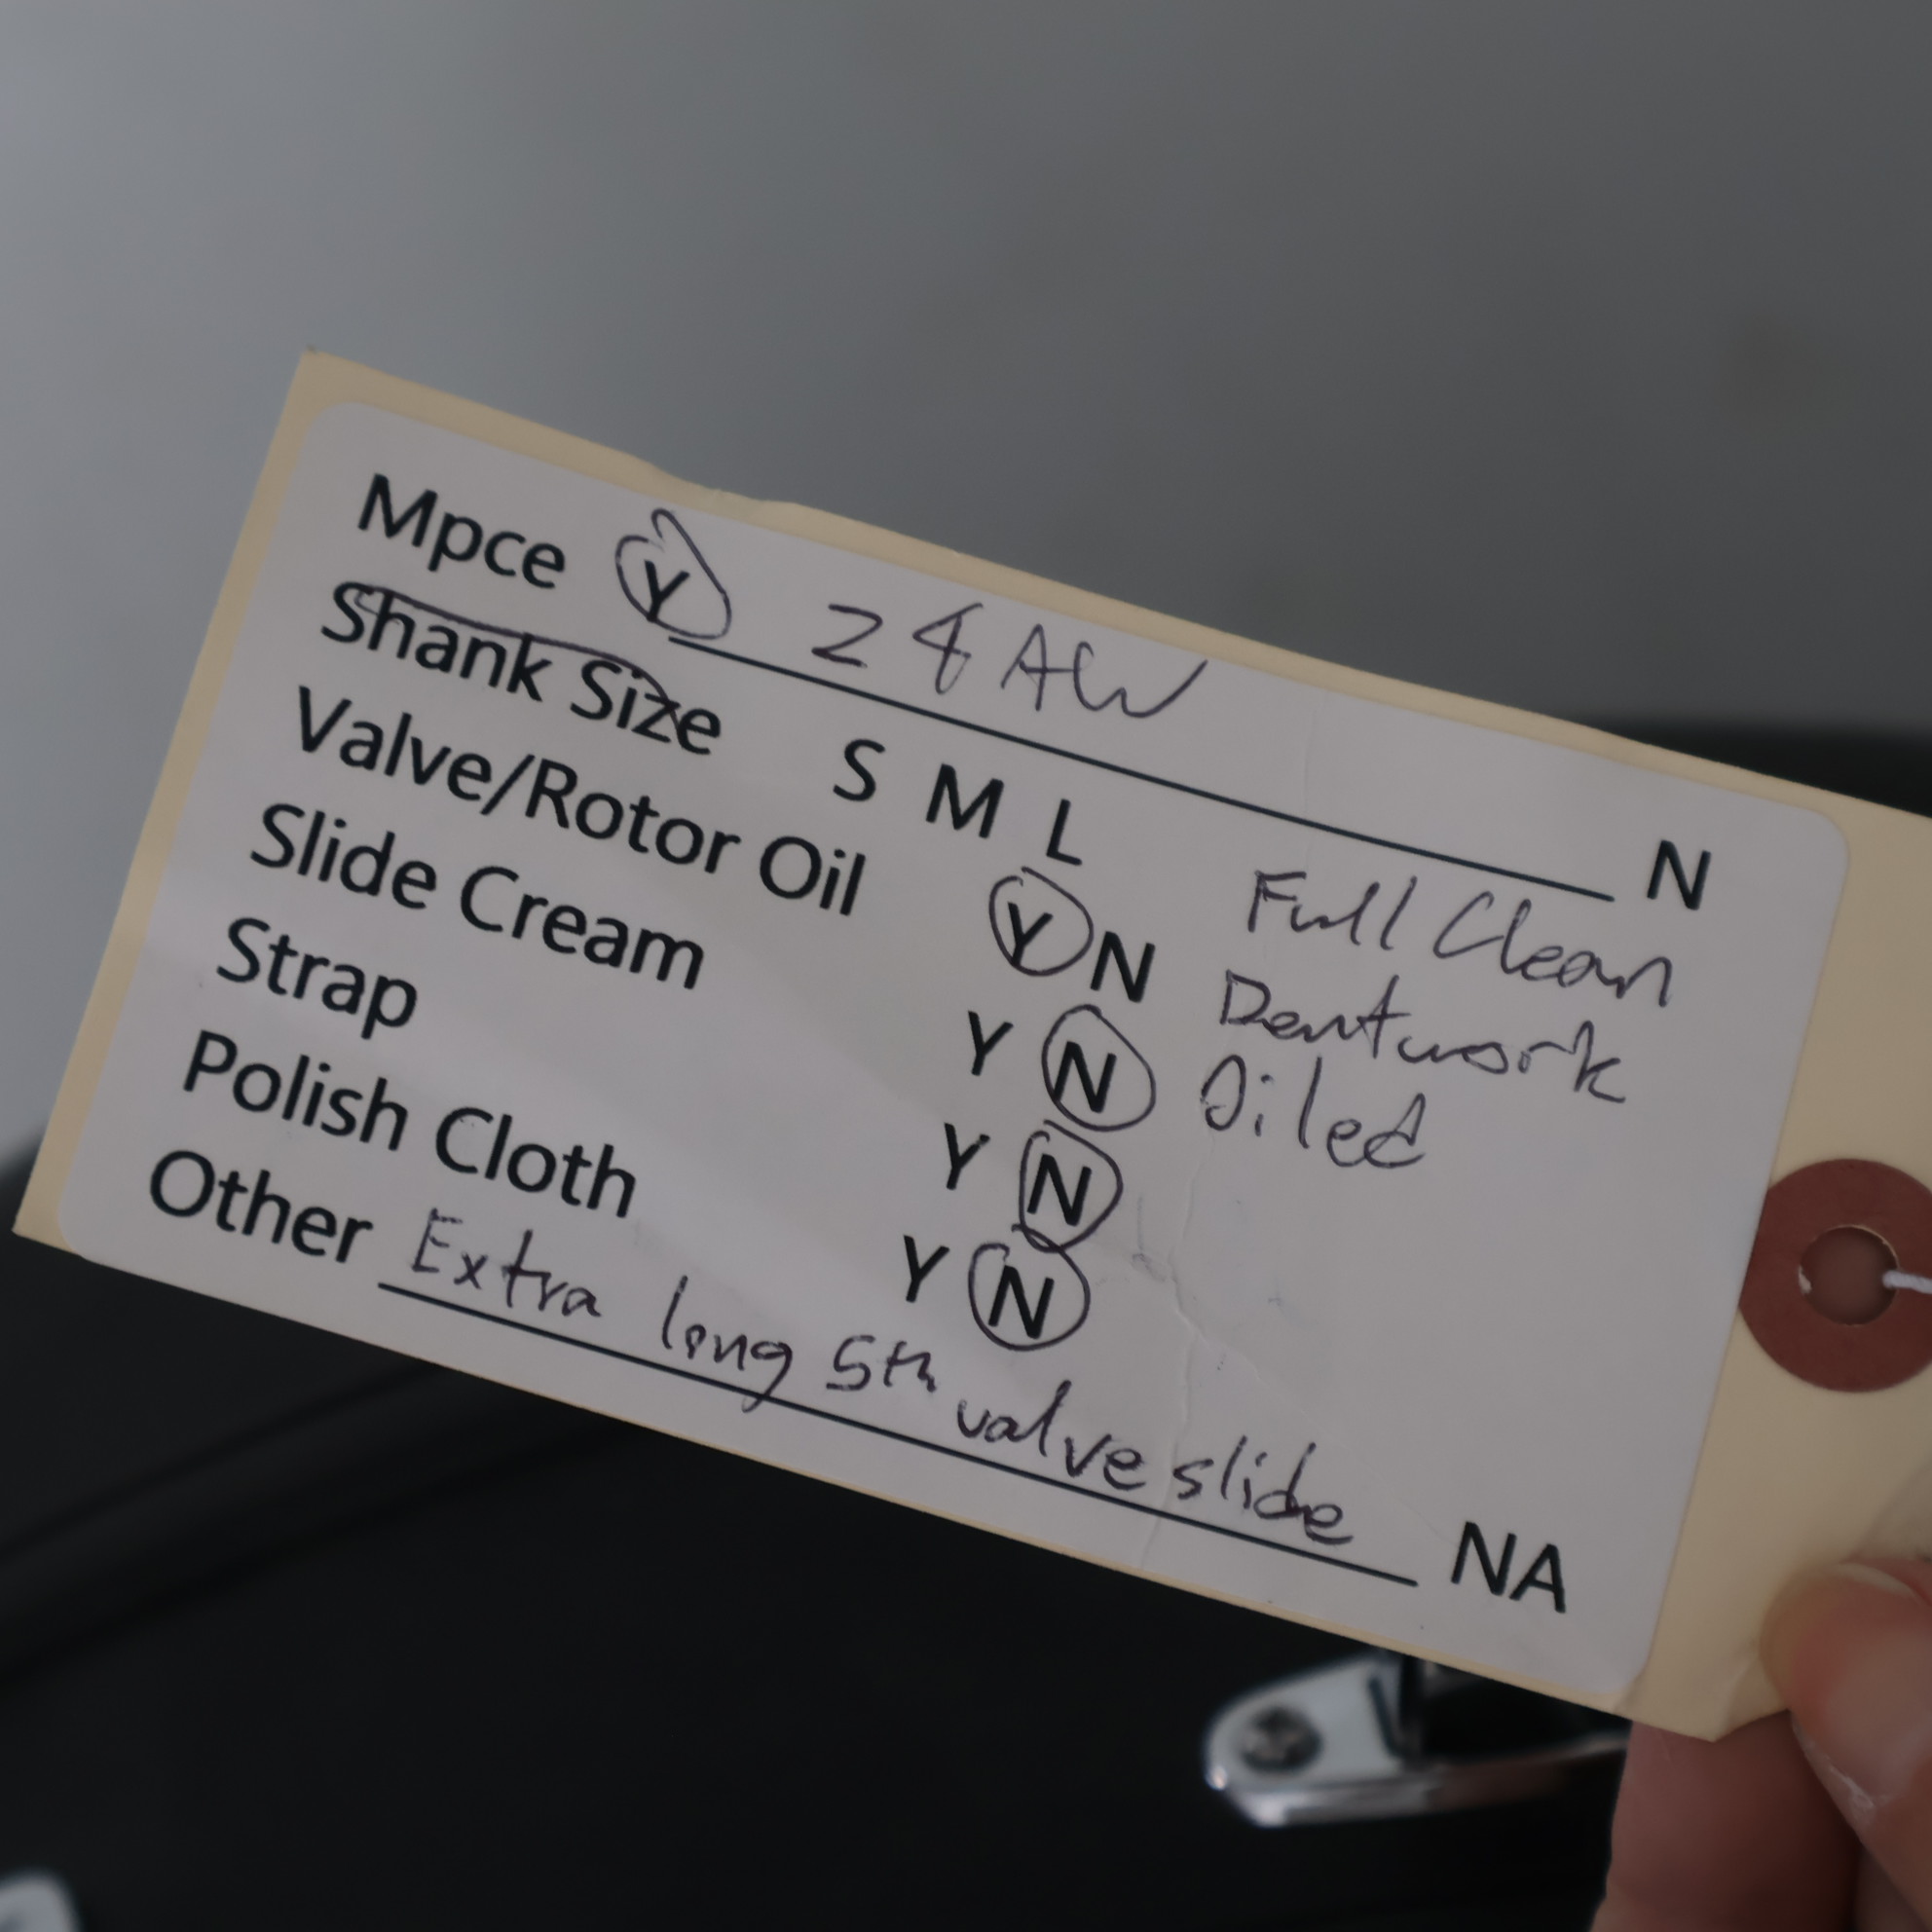 Mpce Y 24AW N
Shank Size S M L
Valve/Rotor Oil Y N Full Clean
Slide Cream Y N Dentwork
Strap Y N Oiled
Polish Cloth Y N
Other Extra long 5th valve slide NA